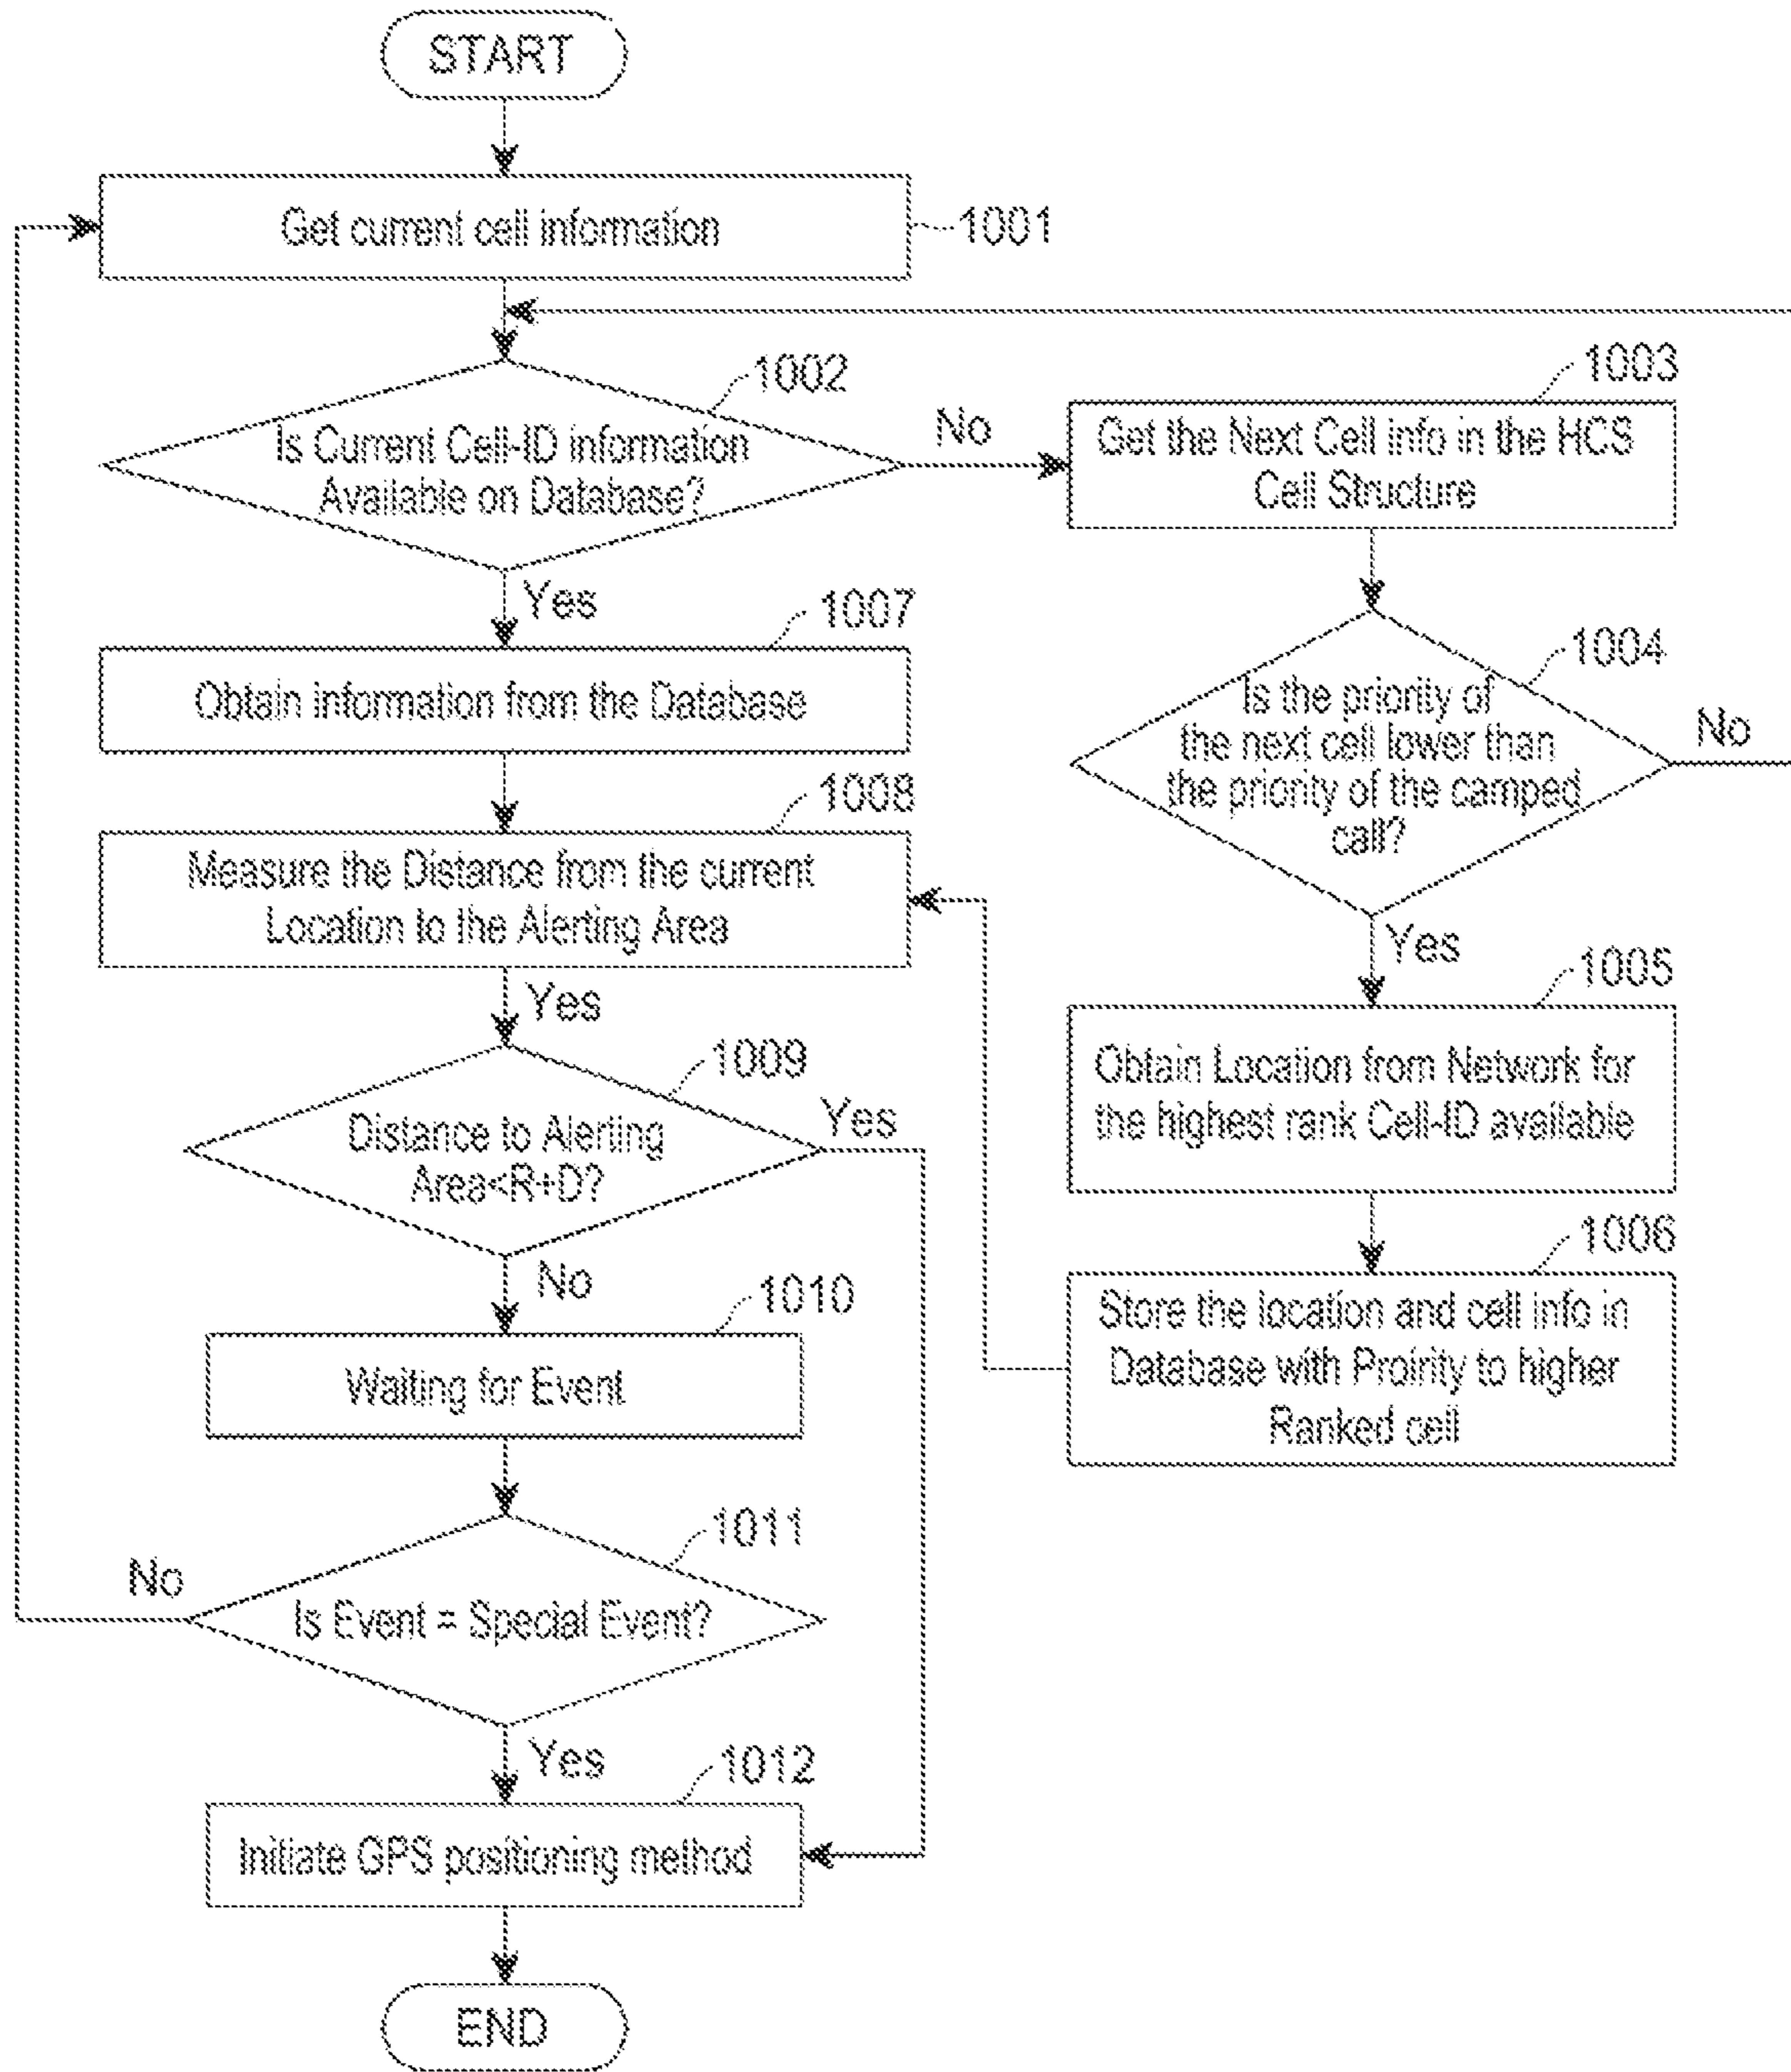 START
Get current cell information
1001
1002
Is Current Cell-ID information
Available on Database?
No
1003
Get the Next Cell info in the HCS
Cell Structure
Yes
1007
Obtain information from the Database
1004
Is the priority of
the next cell lower than
the priority of the camped
call?
No
1008
Measure the Distance from the current
Location to the Alerting Area
Yes
Yes
1005
Obtain Location from Network for
the highest rank Cell-ID available
1009
Distance to Alerting
Area<R+D?
Yes
No
1006
Store the location and cell info in
Database with Proirity to higher
Ranked cell
1010
Waiting for Event
1011
Is Event = Special Event?
No
Yes
1012
Initiate GPS positioning method
END